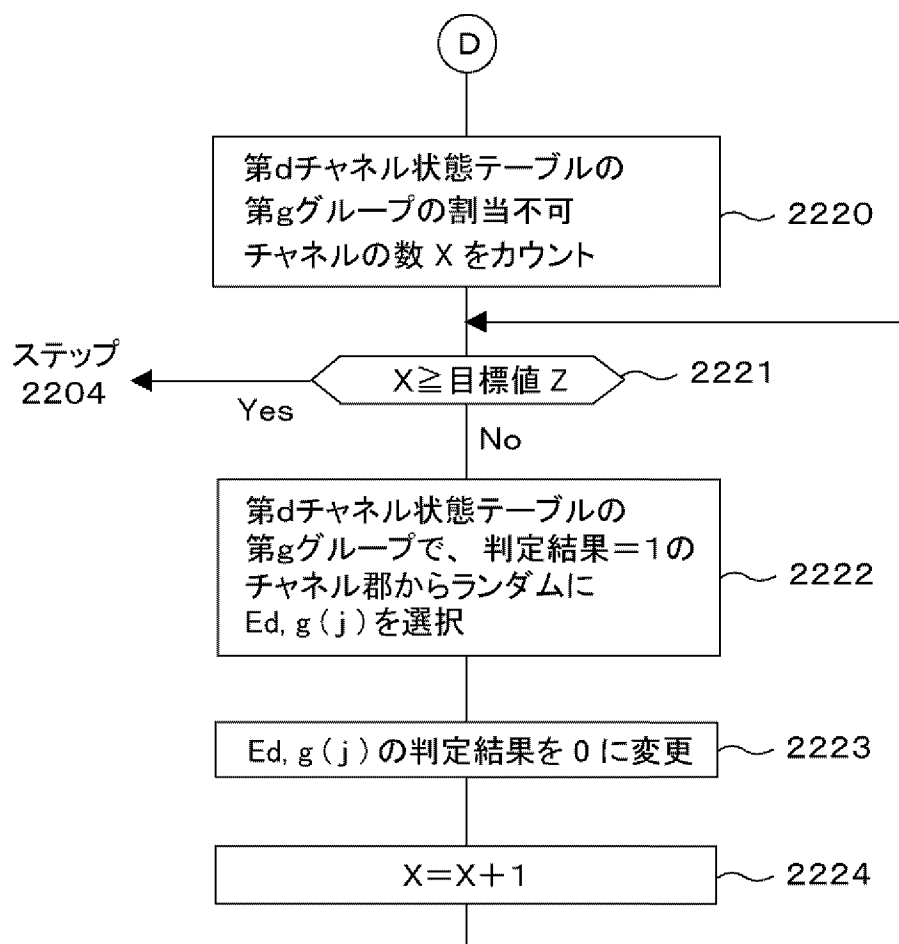 D
第dチャネル状態テーブルの
第gグループの割当不可
チャネルの数 X をカウント
2220
ステップ
2204
X≧目標値 Z
2221
Yes
No
第dチャネル状態テーブルの
第gグループで、判定結果＝1の
チャネル郡からランダムに
Ed, g ( j ) を選択
2222
Ed, g ( j ) の判定結果を 0 に変更
2223
X＝X＋1
2224